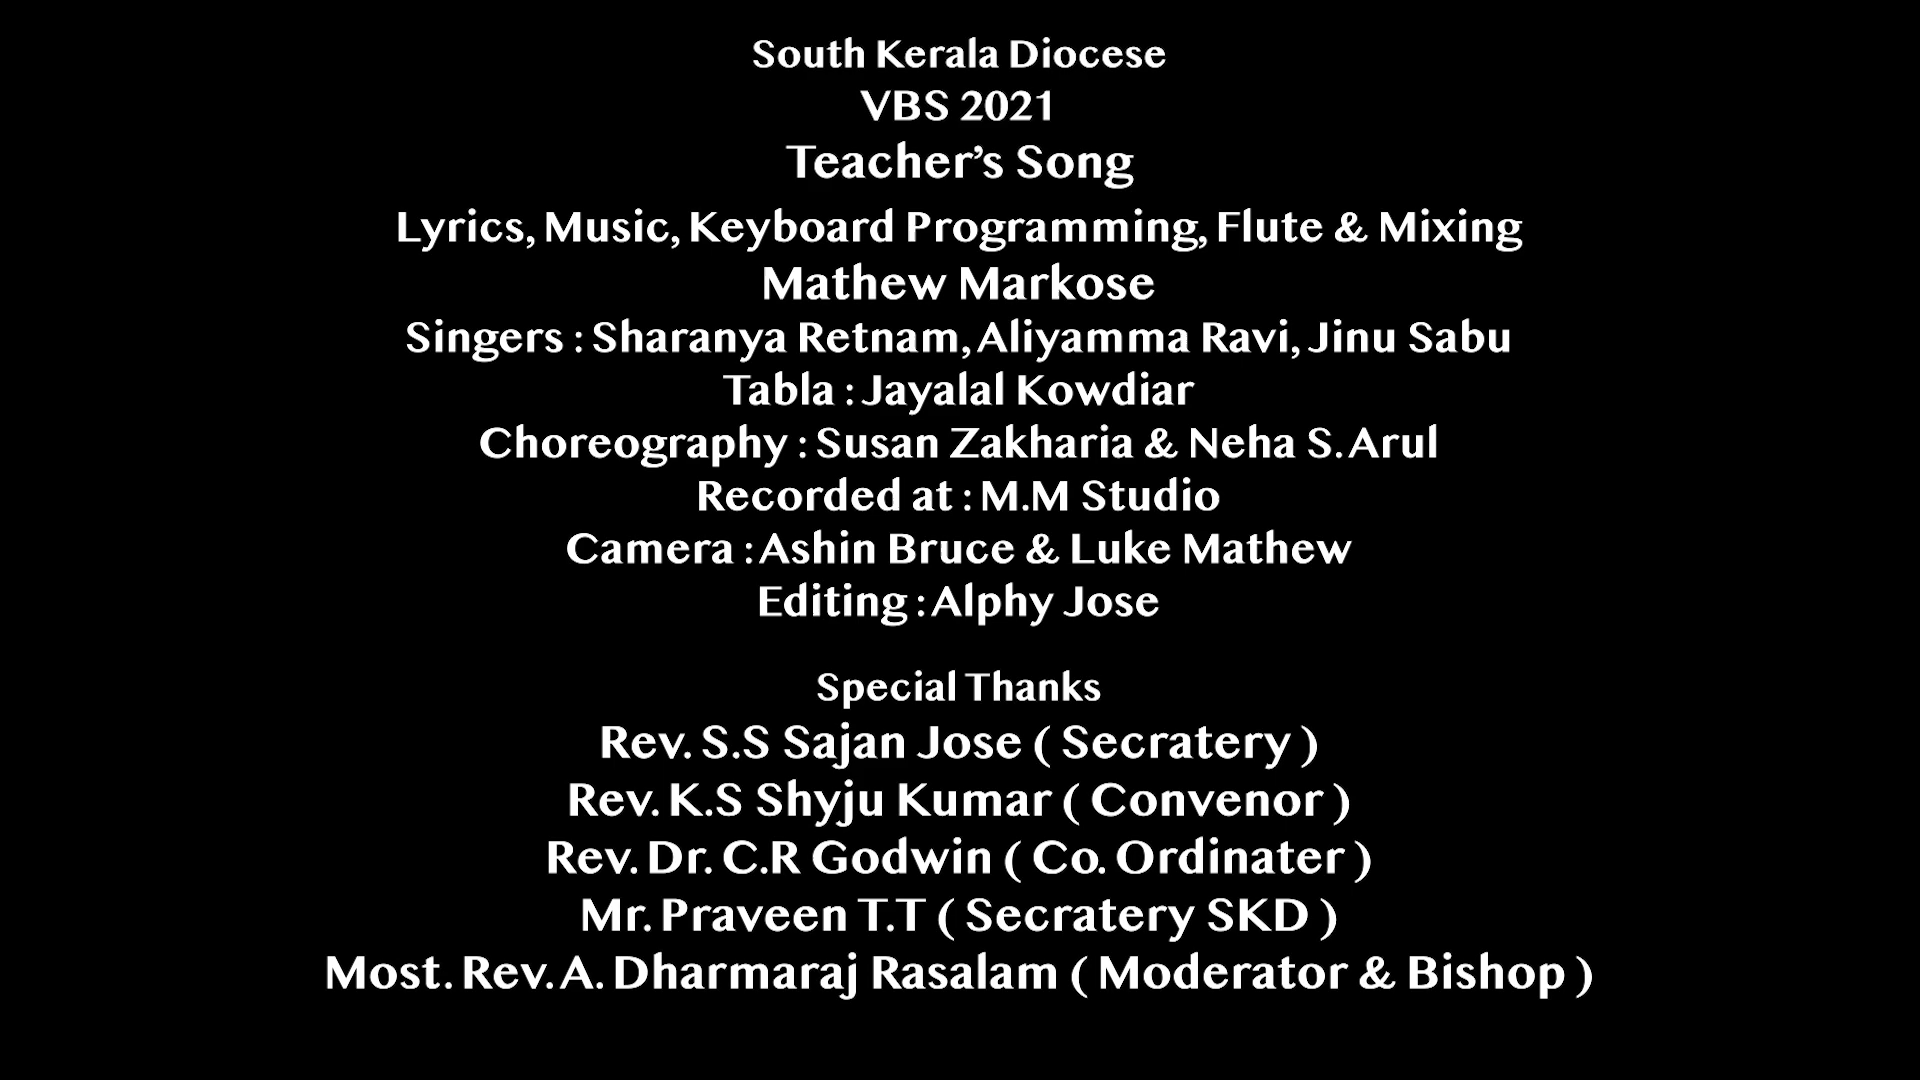 South Kerala Diocese
VBS 2021
Teacher’s Song
Lyrics, Music, Keyboard Programming, Flute & Mixing
Mathew Markose
Singers : Sharanya Retnam, Aliyamma Ravi, Jinu Sabu
Tabla : Jayalal Kowdiar
Choreography : Susan Zakharia & Neha S. Arul
Recorded at : M.M Studio
Camera : Ashin Bruce & Luke Mathew
Editing : Alphy Jose
Special Thanks
Rev. S.S Sajan Jose ( Secratery )
Rev. K.S Shyju Kumar ( Convenor )
Rev. Dr. C.R Godwin ( Co. Ordinater )
Mr. Praveen T.T ( Secratery SKD )
Most. Rev. A. Dharmaraj Rasalam ( Moderator & Bishop )